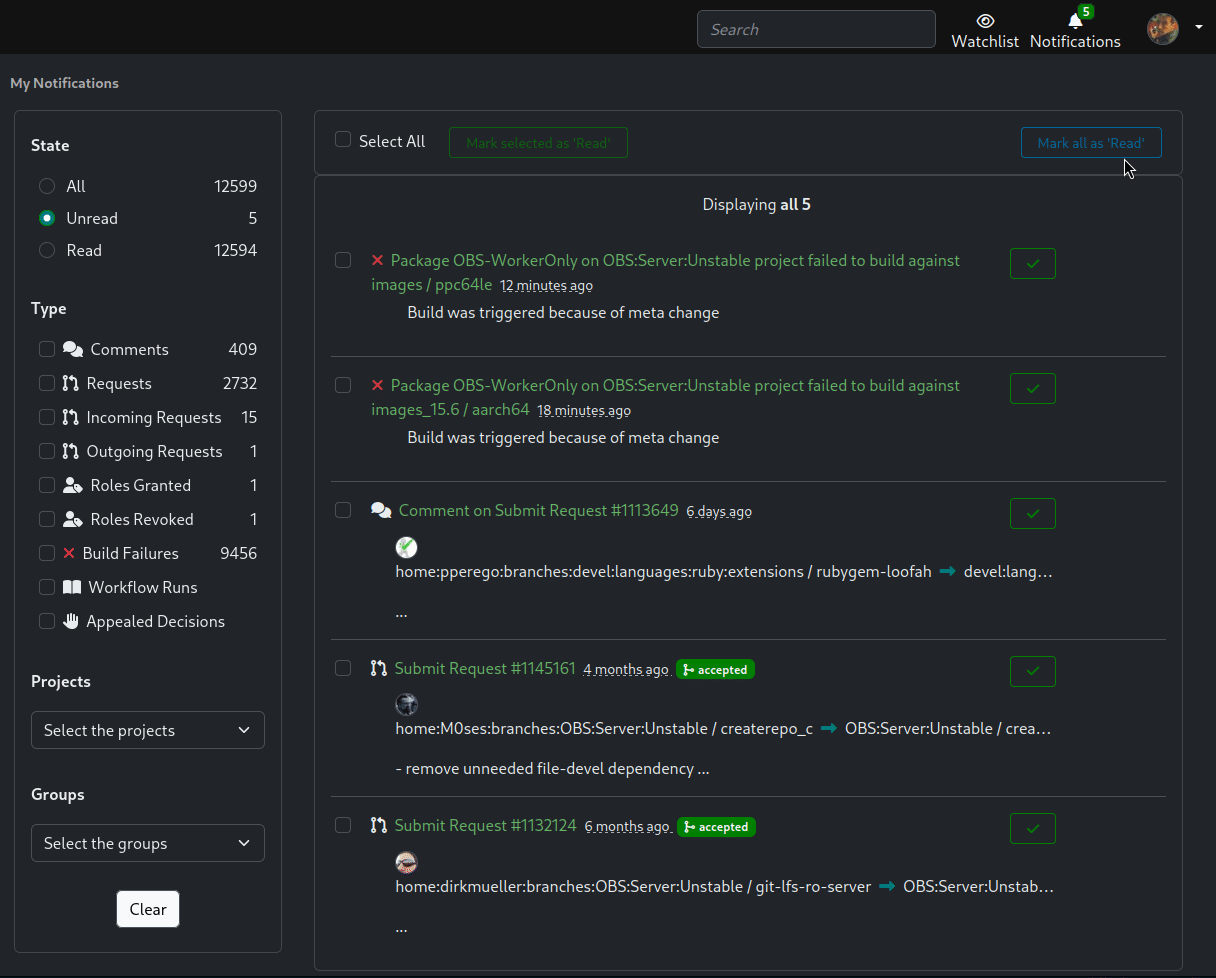 Search
5
Watchlist Notifications
My Notifications
State
All 12599
Unread 5
Read 12594
Type
Comments 409
Requests 2732
Incoming Requests 15
Outgoing Requests 1
Roles Granted 1
Roles Revoked 1
Build Failures 9456
Workflow Runs
Appealed Decisions
Projects
Select the projects
Groups
Select the groups
Clear
Select All Mark selected as 'Read' Mark all as 'Read'
Displaying all 5
Package OBS-WorkerOnly on OBS:Server:Unstable project failed to build against
images / ppc64le 12 minutes ago
Build was triggered because of meta change
Package OBS-WorkerOnly on OBS:Server:Unstable project failed to build against
images_15.6 / aarch64 18 minutes ago
Build was triggered because of meta change
Comment on Submit Request #1113649 6 days ago
home:pperego:branches:devel:languages:ruby:extensions / rubygem-loofah ➡ devel:lang…
...
Submit Request #1145161 4 months ago accepted
home:M0ses:branches:OBS:Server:Unstable / createrepo_c ➡ OBS:Server:Unstable / crea…
- remove unneeded file-devel dependency ...
Submit Request #1132124 6 months ago accepted
home:dirkmueller:branches:OBS:Server:Unstable / git-lfs-ro-server ➡ OBS:Server:Unstab…
...